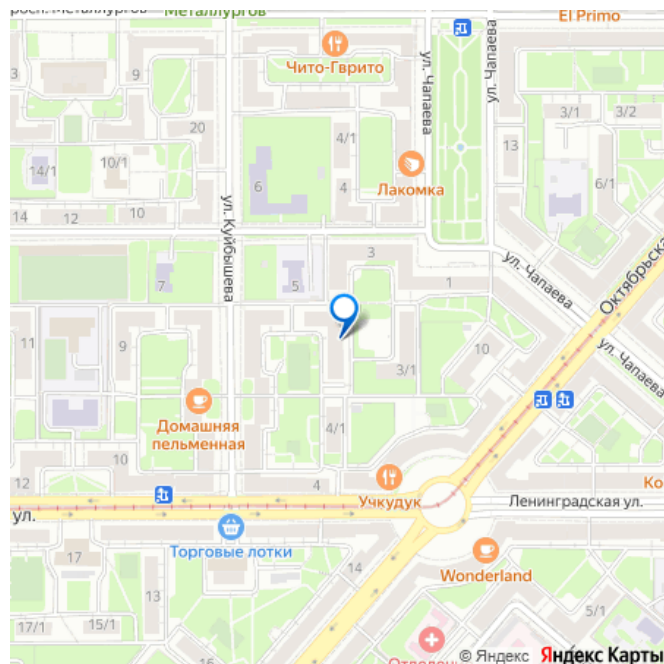 просп. Металлургов
Металлургов
El Primo
3
9
Чито-Гврито
ул. Чапаева
ул. Чапаева
3/1
3/2
20
4/1
13
14/1
10/1
6
4
Лакомка
6/1
14
12
10
ул. Куйбышева
3
ул. Чапаева
Октябрьска
7
5
1
11
9
10
ул. Чапаева
3/1
Домашняя
пельменная
4/1
12
10
4
Учкудук
Ко
ул.
Ленинградская ул.
Торговые лотки
17
14
Wonderland
13
5/1
17/1
15/1
Отделен
© Яндекс Яндекс Карты